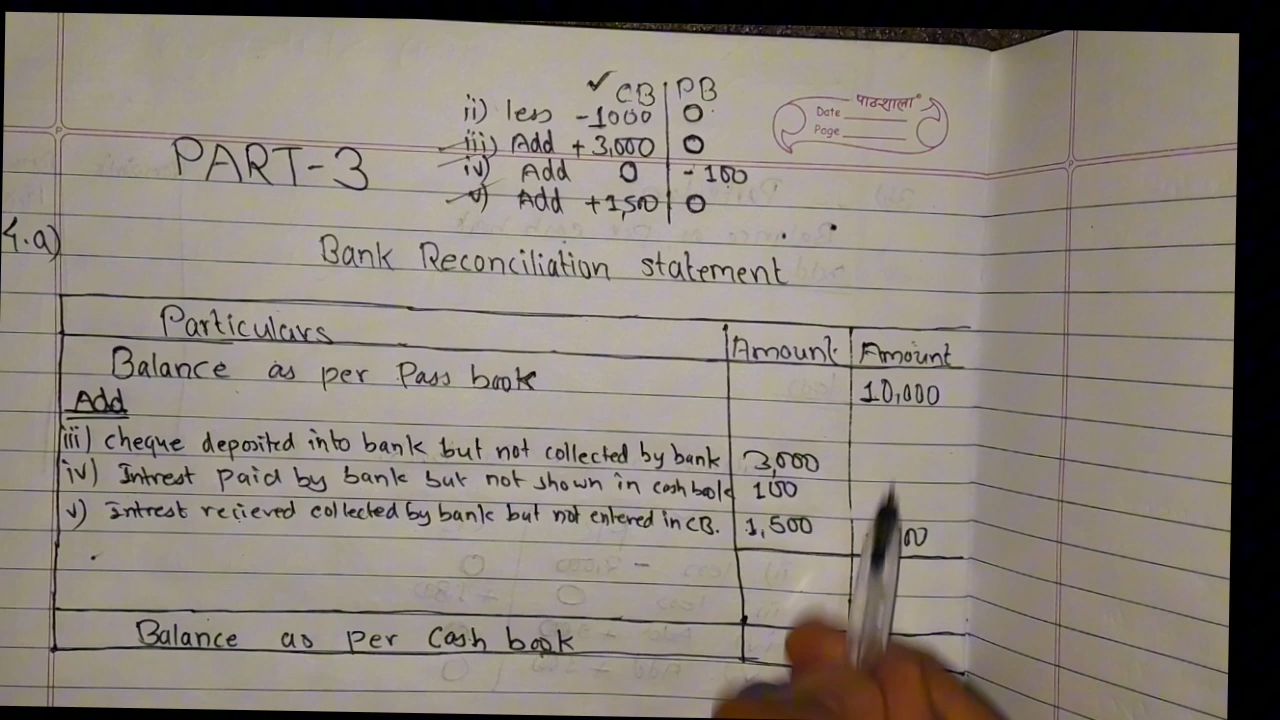 ✓ CB | PB
ii) less -1000 | 0
iii) Add +3,000 | 0
iv) Add 0 | -100
v) Add +1,500 | 0
पाठशाला
Date
Page
PART-3
4.a)
Bank Reconciliation statement
Particulars Amount Amount
Balance as per Pass book 10,000
Add
iii) cheque deposited into bank but not collected by bank 3,000
iv) Intrest paid by bank but not shown in cash book 100
v) Intrest recieved collected by bank but not entered in CB. 1,500
Balance as per Cash book